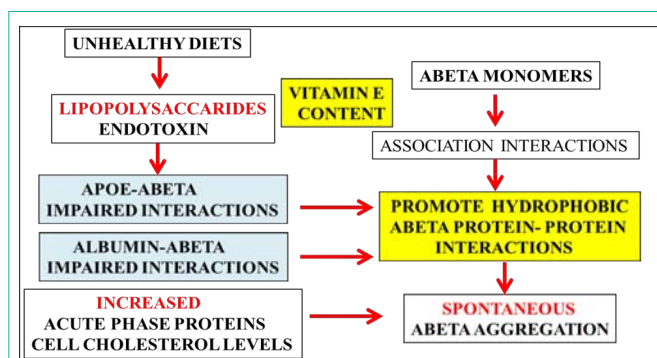 UNHEALTHY DIETS
LIPOPOLYSACCARIDES
ENDOTOXIN
APOE-ABETA
IMPAIRED INTERACTIONS
ALBUMIN-ABETA
IMPAIRED INTERACTIONS
INCREASED
ACUTE PHASE PROTEINS
CELL CHOLESTEROL LEVELS
VITAMIN E
CONTENT
ABETA MONOMERS
ASSOCIATION INTERACTIONS
PROMOTE HYDROPHOBIC
ABETA PROTEIN- PROTEIN
INTERACTIONS
SPONTANEOUS
ABETA AGGREGATION